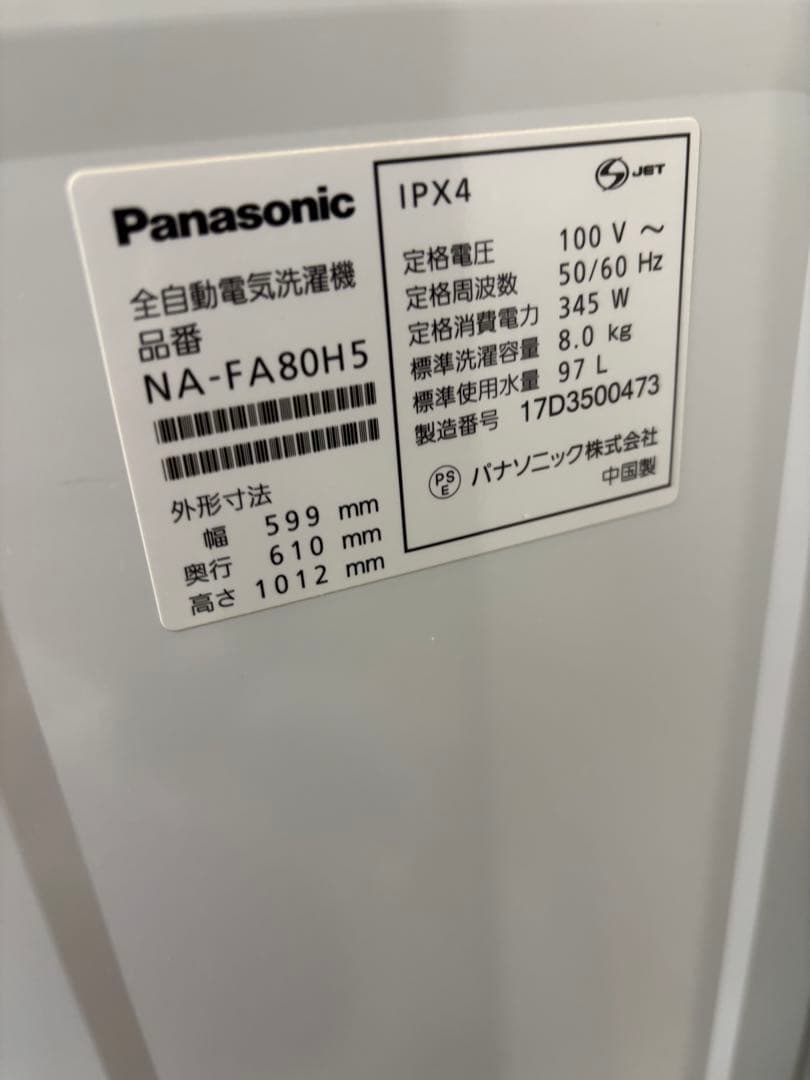 Panasonic
全自動電気洗濯機
品番
NA-FA80H5
外形寸法
幅 599 mm
奥行 610 mm
高さ 1012 mm
IPX4
S JET
定格電圧 100 V ～
定格周波数 50/60 Hz
定格消費電力 345 W
標準洗濯容量 8.0 kg
標準使用水量 97 L
製造番号 17D3500473
PS
E
パナソニック株式会社
中国製